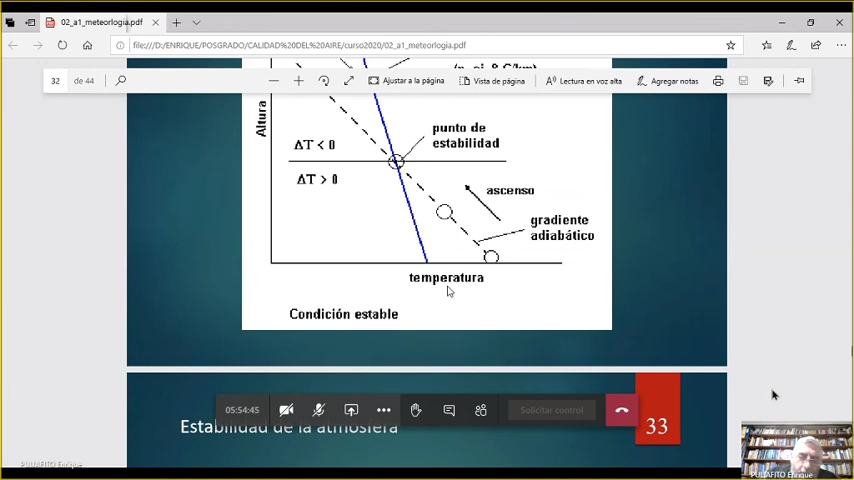 02_a1_meteorlogia.pdf
file:///D:/ENRIQUE/POSGRADO/CALIDAD%20DEL%20AIRE/curso2020/02_a1_meteorlogia.pdf
32 de 44
Ajustar a la página
Vista de página
Lectura en voz alta
Agregar notas
Altura
ΔT < 0
ΔT > 0
punto de
estabilidad
ascenso
gradiente
adiabático
temperatura
Condición estable
05:54:45
Solicitar control
Estabilidad de la atmósfera
33
PULIAFITO Enrique
PULIAFITO Enrique